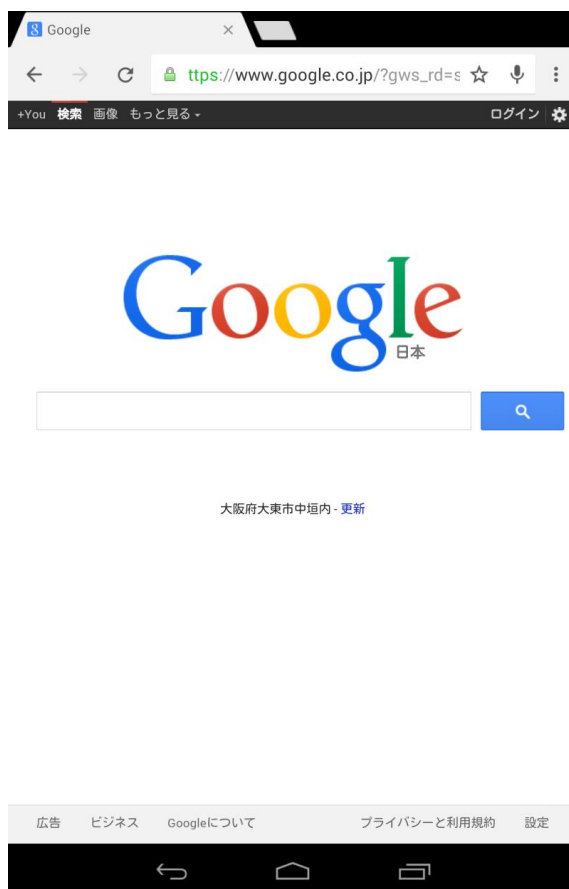 Google
ttps://www.google.co.jp/?gws_rd=s
+You 検索 画像 もっと見る ログイン
Google
日本
大阪府大東市中垣内 - 更新
広告 ビジネス Googleについて プライバシーと利用規約 設定